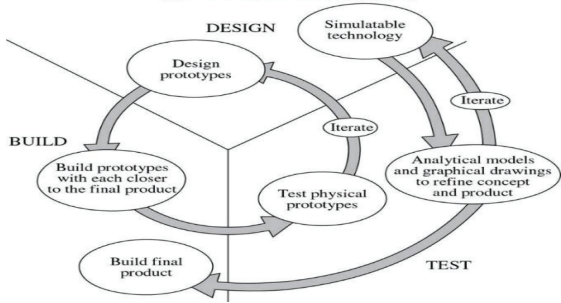 DESIGN
Simulatable
technology
Design
prototypes
Iterate
Iterate
BUILD
Build prototypes
with each closer
to the final product
Test physical
prototypes
Analytical models
and graphical drawings
to refine concept
and product
Build final
product
TEST